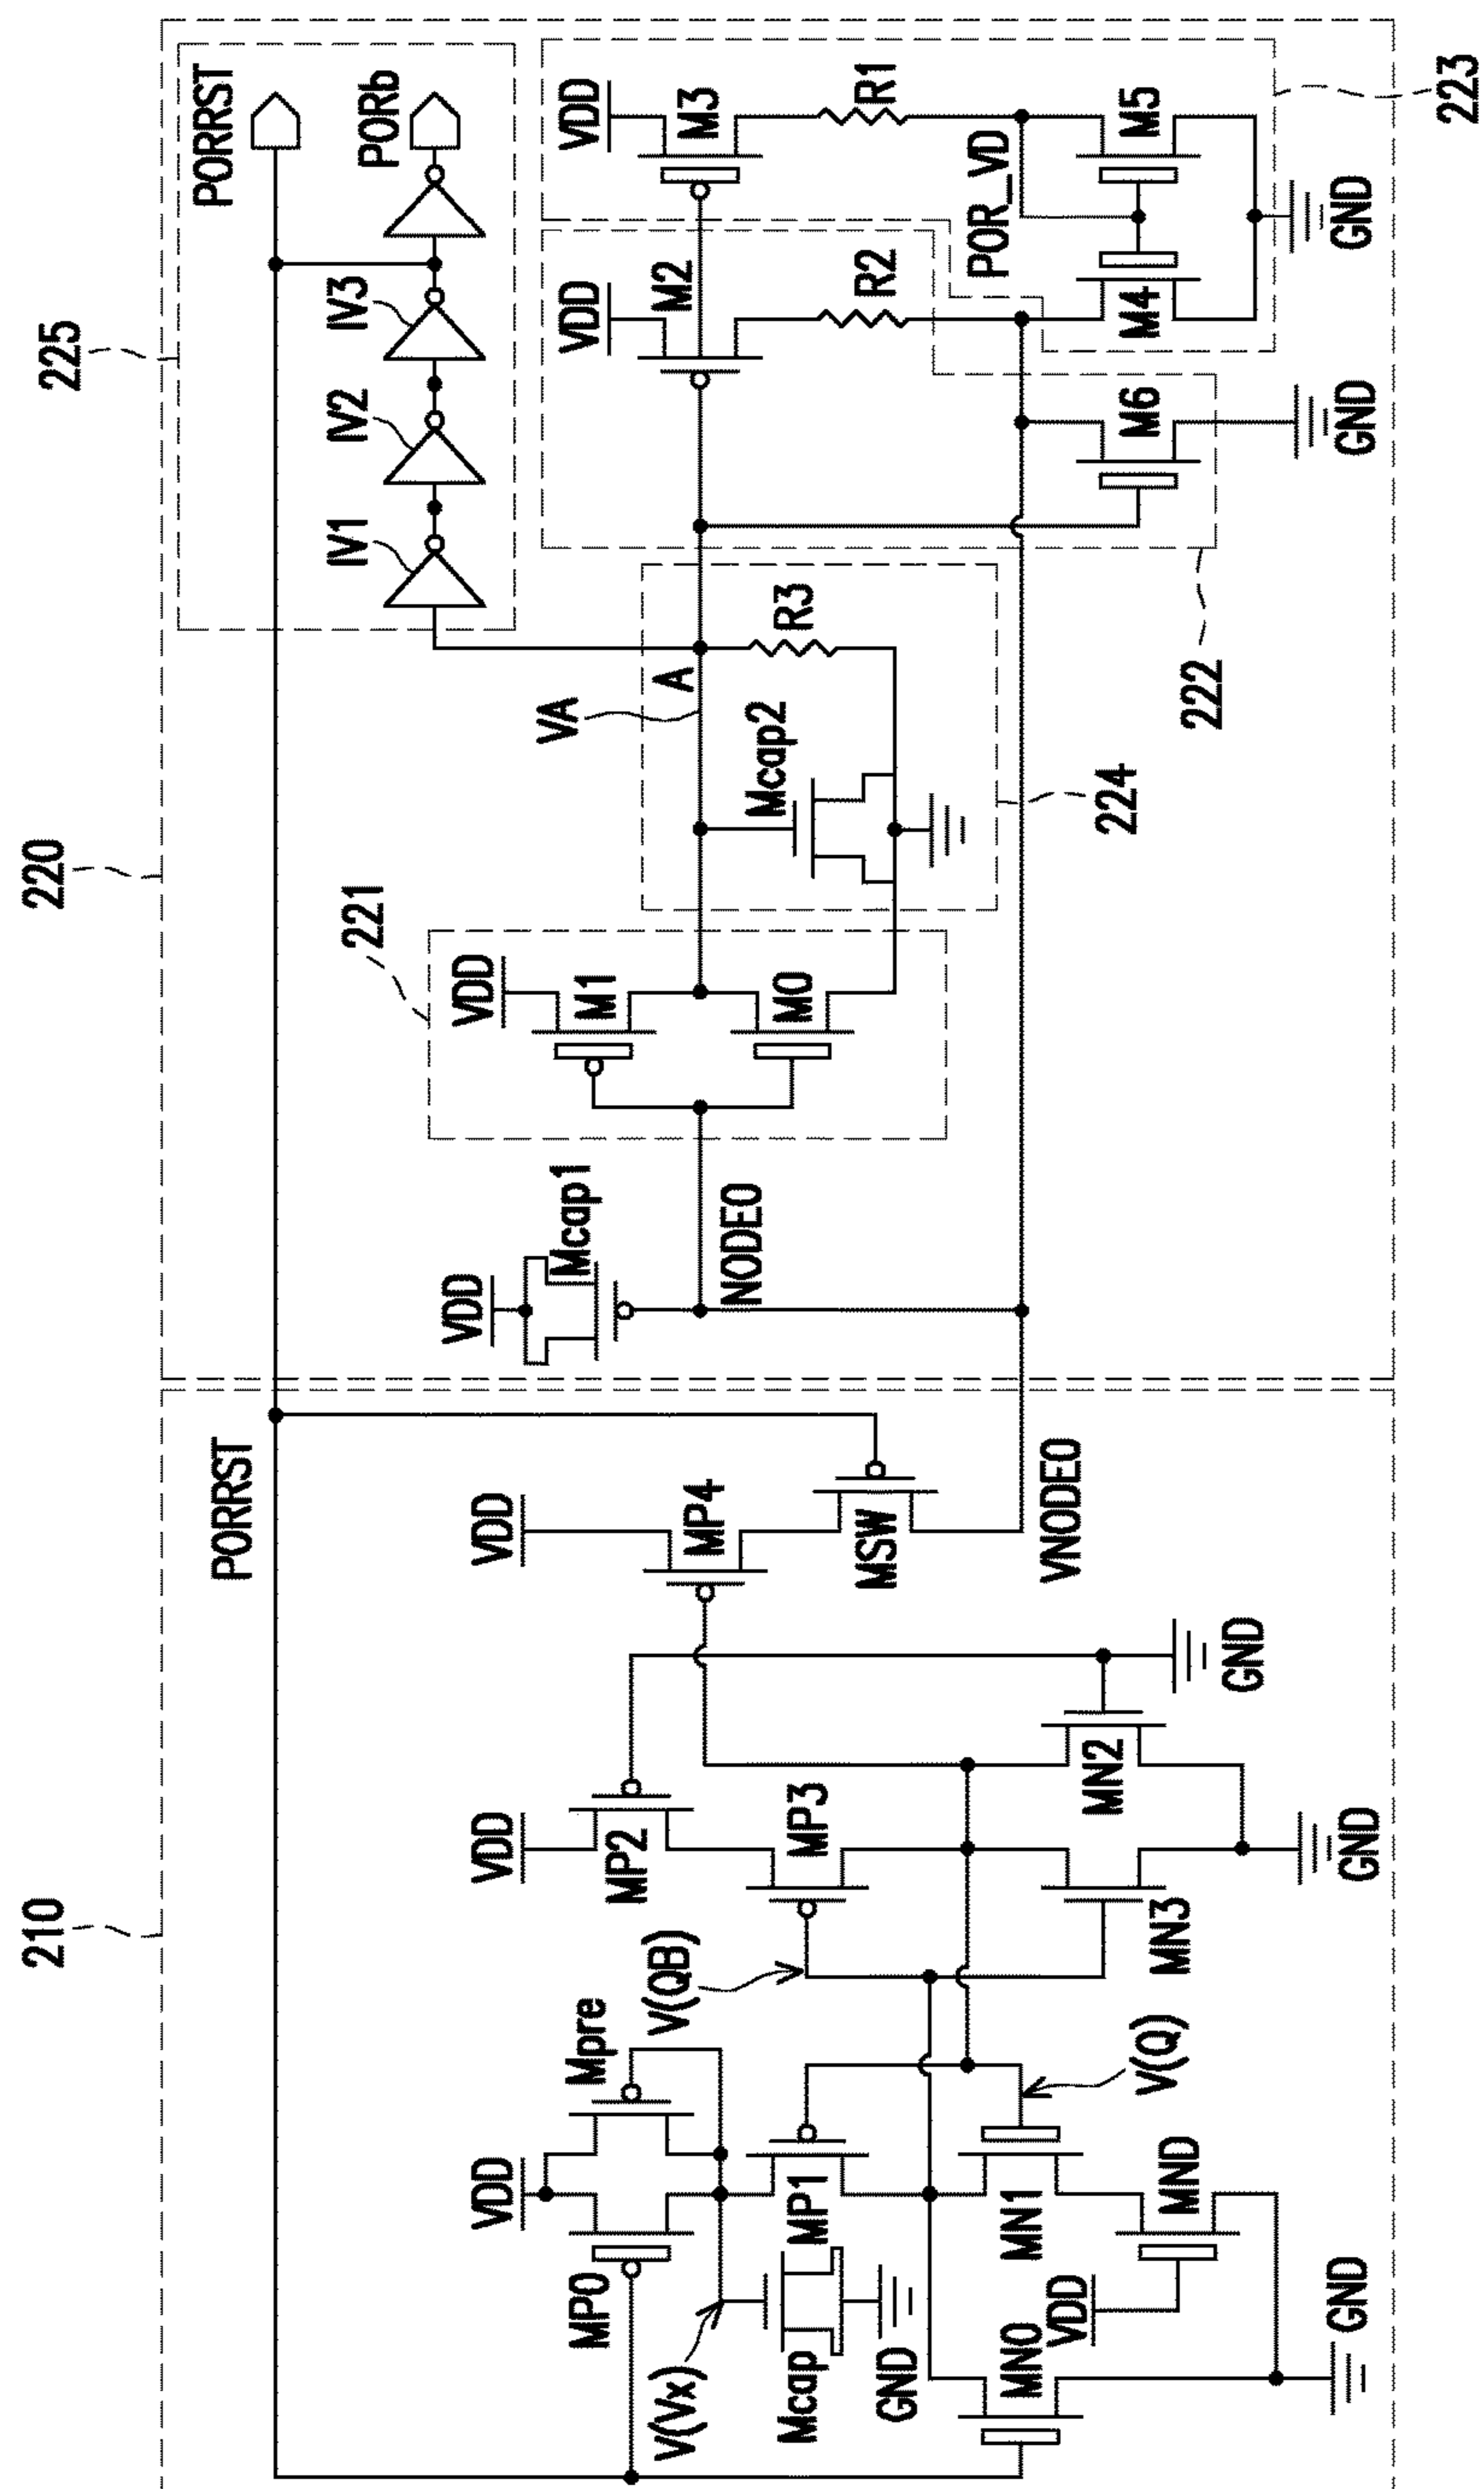 210
220
PORRST
225
PORRST
IV1
IV2
IV3
PORb
VDD
VDD
VDD
VDD
221
VA
VDD
VDD
MP0
Mpre
MP2
Mcap1
VDD
M1
A
M2
M3
V(Vx)
V(QB)
MP4
NODE0
Mcap2
R3
R2
R1
Mcap
MP1
MP3
MSW
M0
GND
V(Q)
VNODE0
POR_VD
MN0
VDD
MN1
MND
MN3
MN2
224
M6
M4
M5
GND
GND
GND
222
GND
GND
223